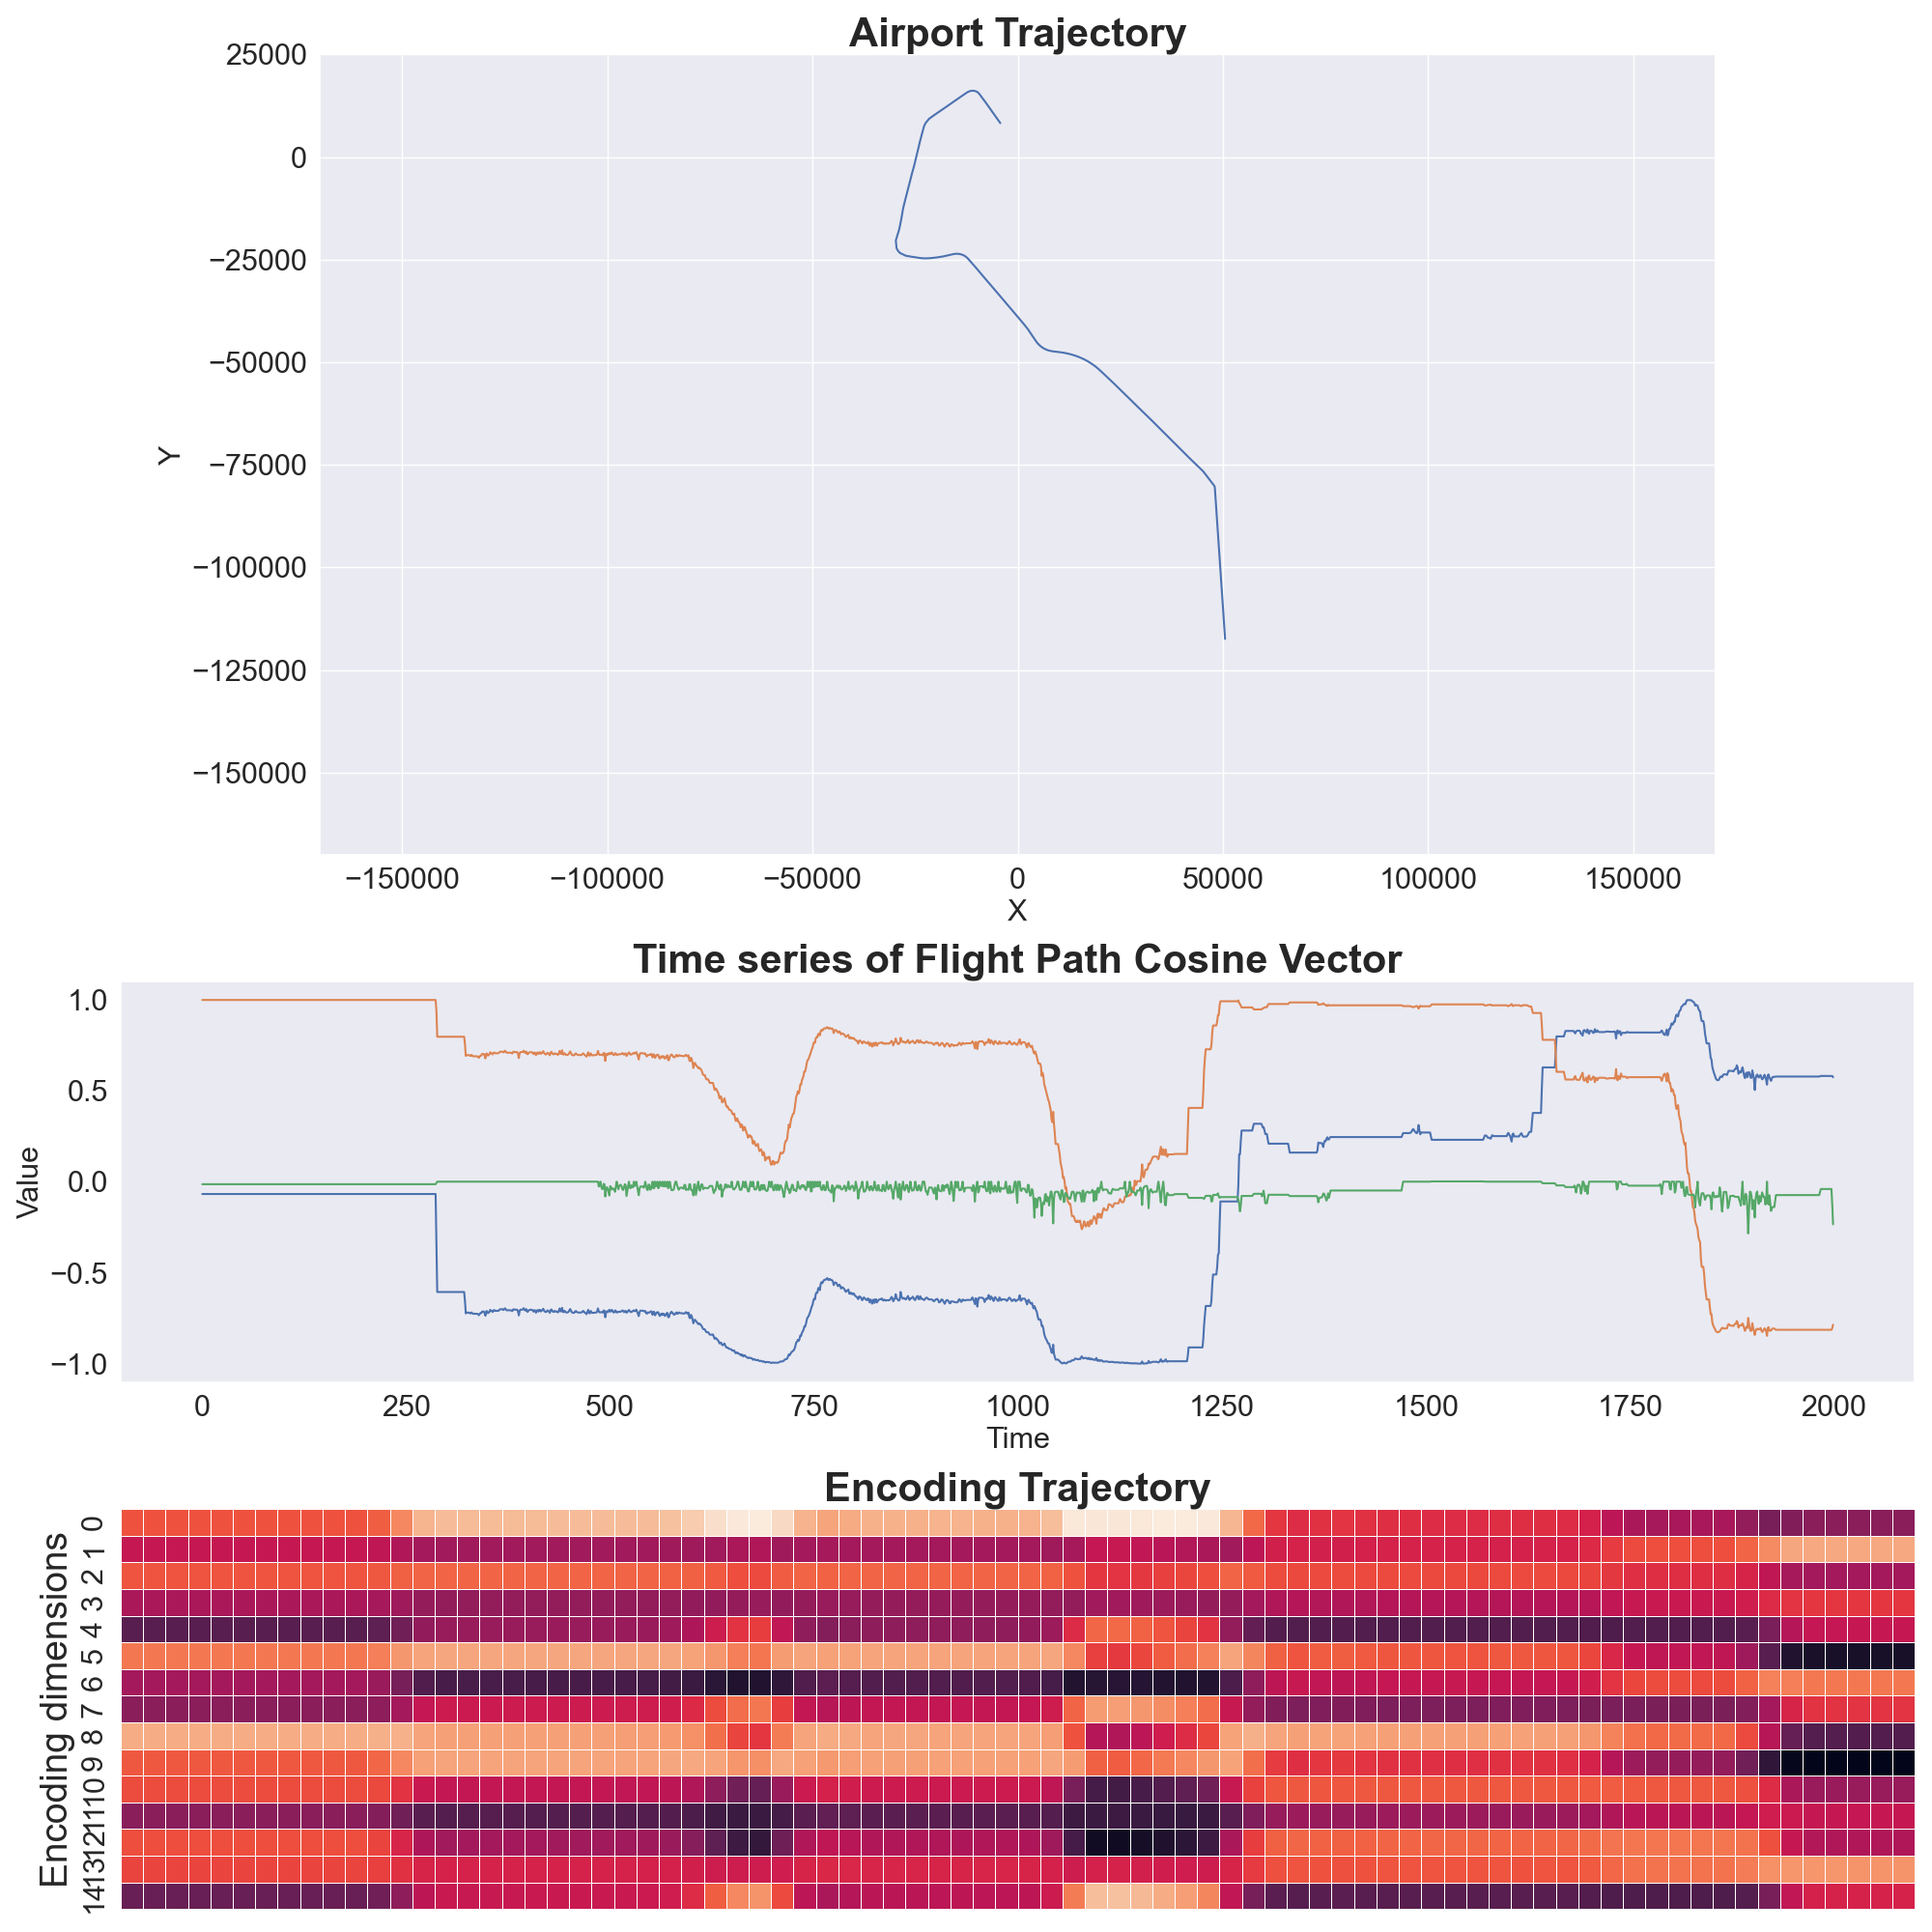 Airport Trajectory
25000
0
−25000
−50000
−75000
−100000
−125000
−150000
Y
−150000 −100000 −50000 0 50000 100000 150000
X
Time series of Flight Path Cosine Vector
1.0
0.5
0.0
−0.5
−1.0
Value
0 250 500 750 1000 1250 1500 1750 2000
Time
Encoding Trajectory
Encoding dimensions
0
1
2
3
4
5
6
7
8
9
10
11
12
13
14